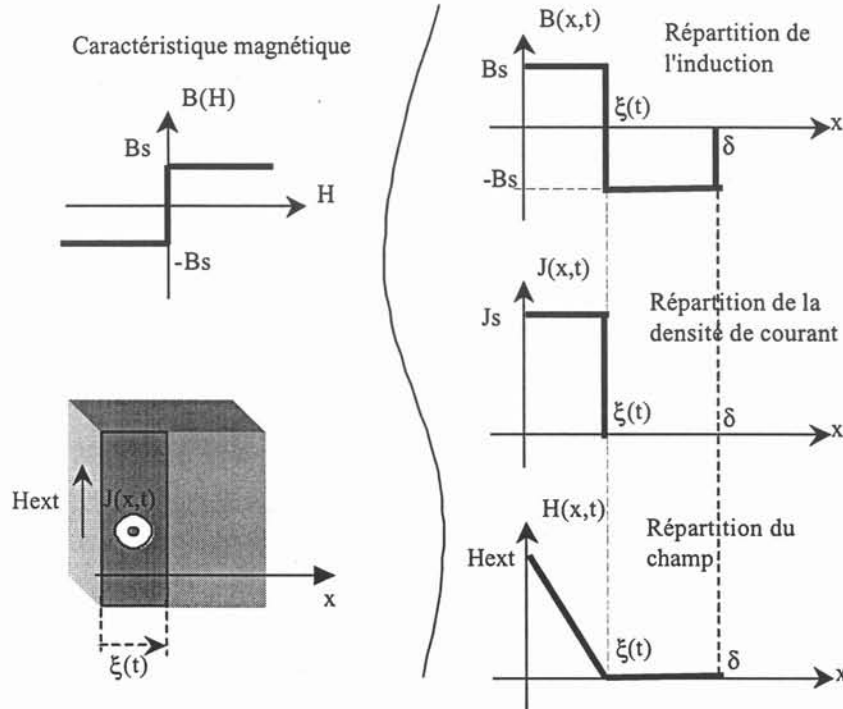 Caractéristique magnétique
B(H)
Bs
H
-Bs
Hext
J(x,t)
x
ξ(t)
B(x,t)
Répartition de
l'induction
Bs
ξ(t)
x
δ
-Bs
J(x,t)
Répartition de la
densité de courant
Js
ξ(t)
δ
x
H(x,t)
Répartition du
champ
Hext
ξ(t)
δ
x